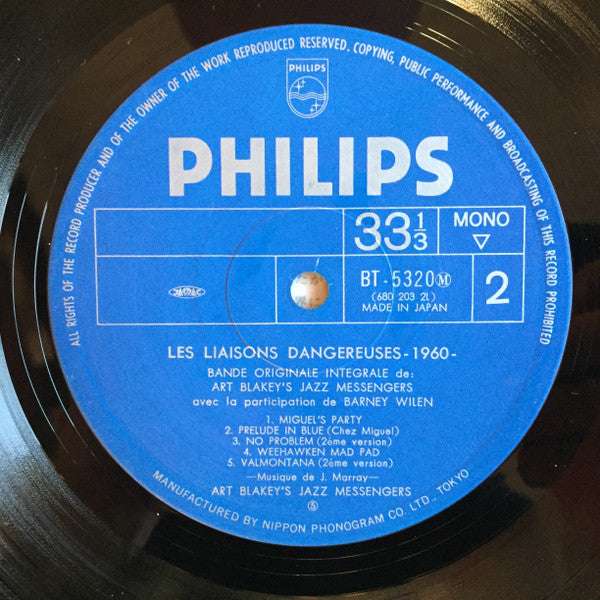 ALL RIGHTS OF THE RECORD PRODUCER AND OF THE OWNER OF THE WORK REPRODUCED RESERVED. COPYING, PUBLIC PERFORMANCE AND BROADCASTING OF THIS RECORD PROHIBITED
PHILIPS
PHILIPS
33 1/3
MONO
▽
BT-5320 Ⓜ
(680 203 2L)
MADE IN JAPAN
2
LES LIAISONS DANGEREUSES-1960-
BANDE ORIGINALE INTEGRALE de:
ART BLAKEY'S JAZZ MESSENGERS
avec la participation de BARNEY WILEN
1. MIGUEL'S PARTY
2. PRELUDE IN BLUE (Chez Miguel)
3. NO PROBLEM (2ème version)
4. WEEHAWKEN MAD PAD
5. VALMONTANA (2ème version)
—Musique de J. Marray—
ART BLAKEY'S JAZZ MESSENGERS
⑤
MANUFACTURED BY NIPPON PHONOGRAM CO. LTD., TOKYO